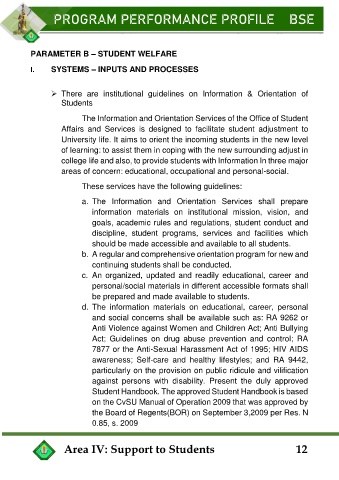 PROGRAM PERFORMANCE PROFILE BSE
PARAMETER B – STUDENT WELFARE
I. SYSTEMS – INPUTS AND PROCESSES
➢ There are institutional guidelines on Information & Orientation of
Students
The Information and Orientation Services of the Office of Student
Affairs and Services is designed to facilitate student adjustment to
University life. It aims to orient the incoming students in the new level
of learning; to assist them in coping with the new surrounding adjust in
college life and also, to provide students with Information In three major
areas of concern: educational, occupational and personal-social.
These services have the following guidelines:
a. The Information and Orientation Services shall prepare
information materials on institutional mission, vision, and
goals, academic rules and regulations, student conduct and
discipline, student programs, services and facilities which
should be made accessible and available to all students.
b. A regular and comprehensive orientation program for new and
continuing students shall be conducted.
c. An organized, updated and readily educational, career and
personal/social materials in different accessible formats shall
be prepared and made available to students.
d. The information materials on educational, career, personal
and social concerns shall be available such as: RA 9262 or
Anti Violence against Women and Children Act; Anti Bullying
Act; Guidelines on drug abuse prevention and control; RA
7877 or the Anti-Sexual Harassment Act of 1995; HIV AIDS
awareness; Self-care and healthy lifestyles; and RA 9442,
particularly on the provision on public ridicule and vilification
against persons with disability. Present the duly approved
Student Handbook. The approved Student Handbook is based
on the CvSU Manual of Operation 2009 that was approved by
the Board of Regents(BOR) on September 3,2009 per Res. N
0.85, s. 2009
Area IV: Support to Students 12